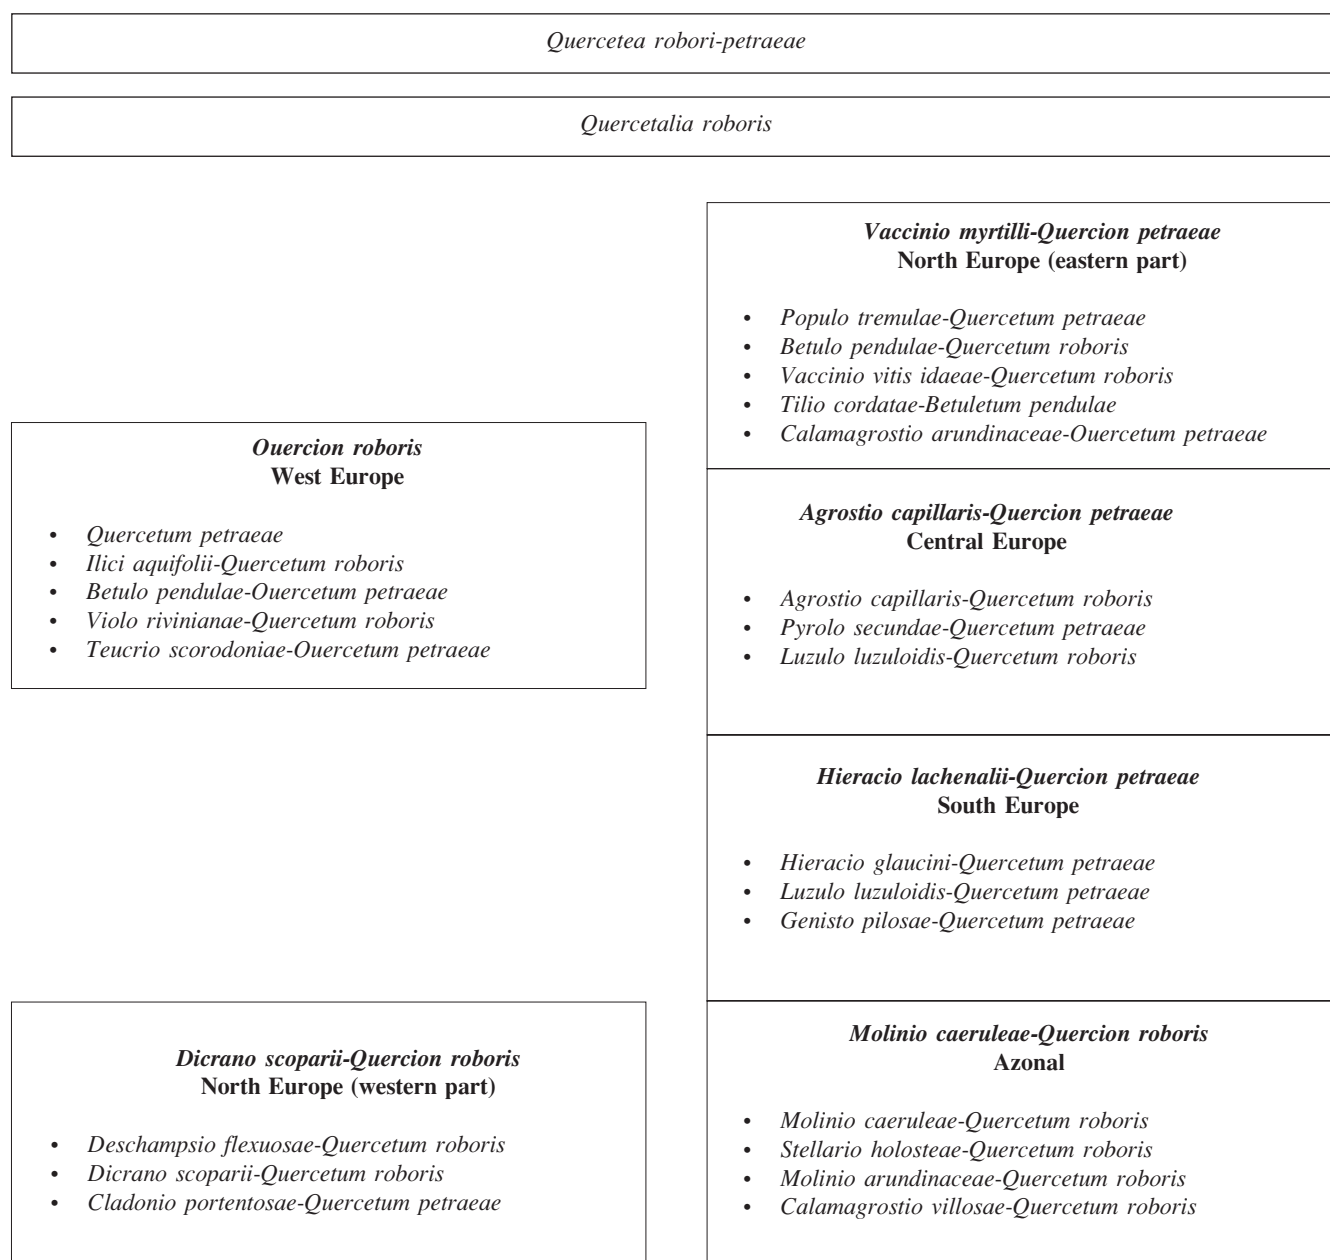 Quercetea robori-petraeae
Quercetalia roboris
Vaccinio myrtilli-Quercion petraeae
North Europe (eastern part)
• Populo tremulae-Quercetum petraeae
• Betulo pendulae-Quercetum roboris
• Vaccinio vitis idaeae-Quercetum roboris
• Tilio cordatae-Betuletum pendulae
• Calamagrostio arundinaceae-Ouercetum petraeae
Ouercion roboris
West Europe
• Quercetum petraeae
• Ilici aquifolii-Quercetum roboris
• Betulo pendulae-Ouercetum petraeae
• Violo rivinianae-Quercetum roboris
• Teucrio scorodoniae-Ouercetum petraeae
Agrostio capillaris-Quercion petraeae
Central Europe
• Agrostio capillaris-Quercetum roboris
• Pyrolo secundae-Quercetum petraeae
• Luzulo luzuloidis-Quercetum roboris
Hieracio lachenalii-Quercion petraeae
South Europe
• Hieracio glaucini-Quercetum petraeae
• Luzulo luzuloidis-Quercetum petraeae
• Genisto pilosae-Quercetum petraeae
Dicrano scoparii-Quercion roboris
North Europe (western part)
• Deschampsio flexuosae-Quercetum roboris
• Dicrano scoparii-Quercetum roboris
• Cladonio portentosae-Quercetum petraeae
Molinio caeruleae-Quercion roboris
Azonal
• Molinio caeruleae-Quercetum roboris
• Stellario holosteae-Quercetum roboris
• Molinio arundinaceae-Quercetum roboris
• Calamagrostio villosae-Quercetum roboris